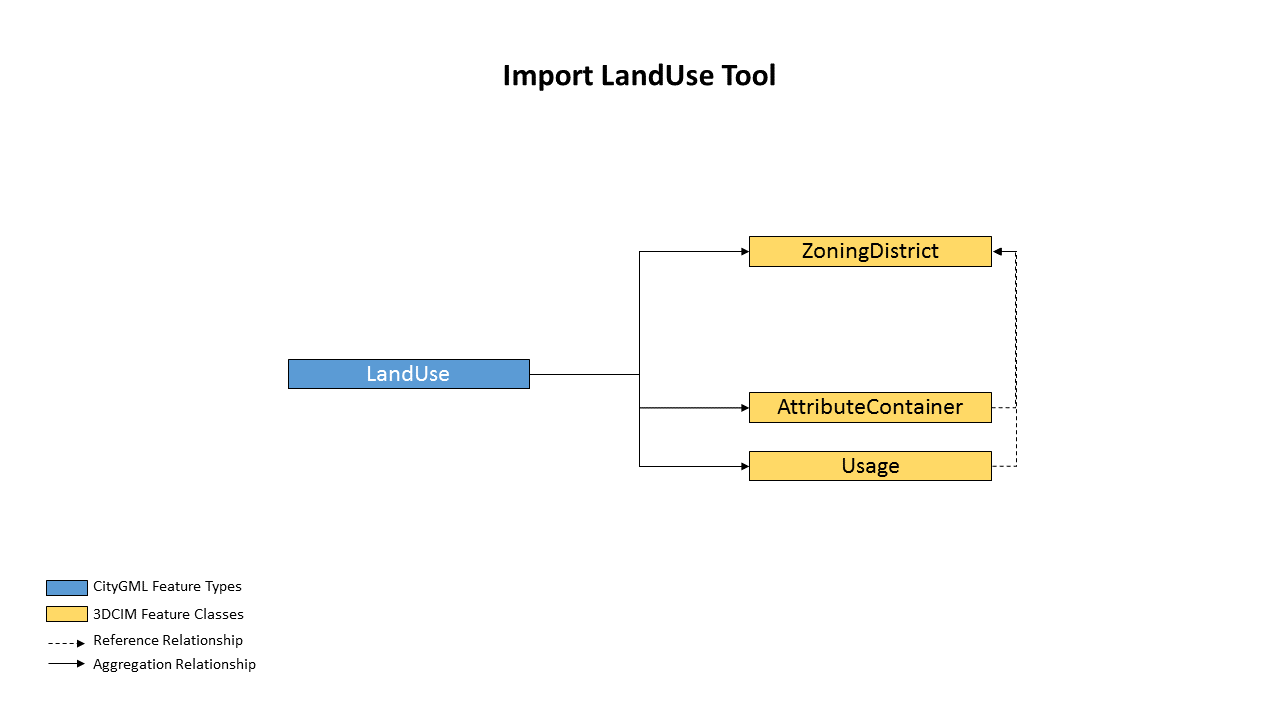 Import LandUse Tool
ZoningDistrict
LandUse
AttributeContainer
Usage
CityGML Feature Types
3DCIM Feature Classes
Reference Relationship
Aggregation Relationship